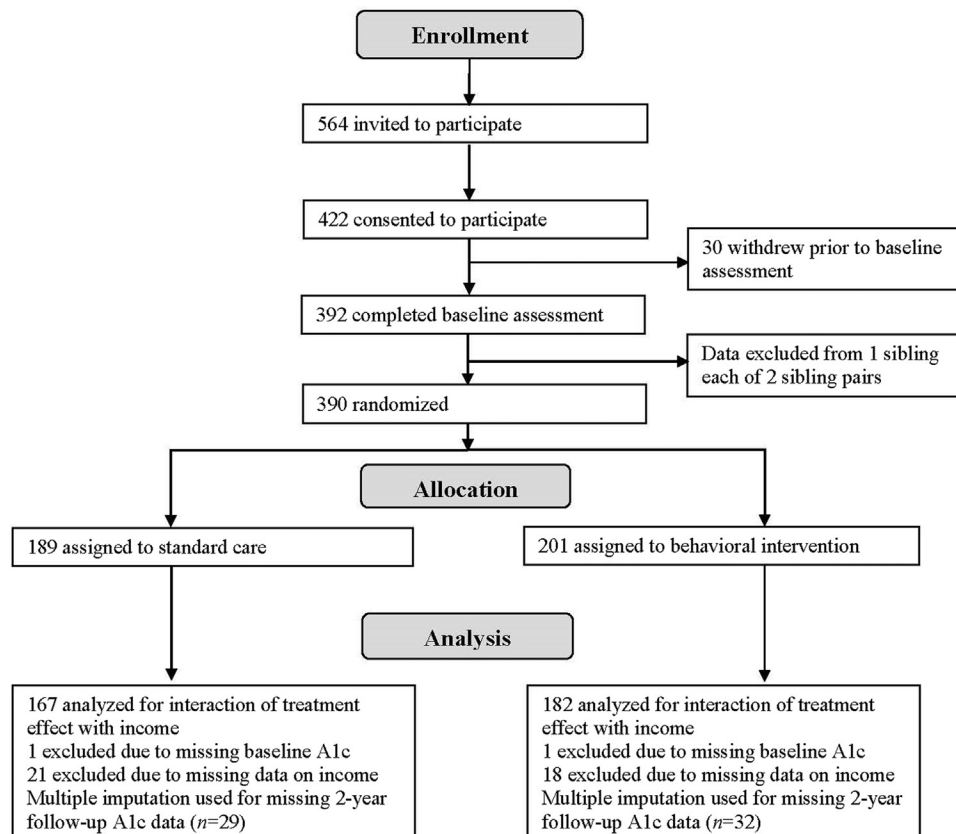 Enrollment
564 invited to participate
422 consented to participate
30 withdrew prior to baseline
assessment
392 completed baseline assessment
Data excluded from 1 sibling
each of 2 sibling pairs
390 randomized
Allocation
189 assigned to standard care
201 assigned to behavioral intervention
Analysis
167 analyzed for interaction of treatment
effect with income
1 excluded due to missing baseline A1c
21 excluded due to missing data on income
Multiple imputation used for missing 2-year
follow-up A1c data (n=29)
182 analyzed for interaction of treatment
effect with income
1 excluded due to missing baseline A1c
18 excluded due to missing data on income
Multiple imputation used for missing 2-year
follow-up A1c data (n=32)